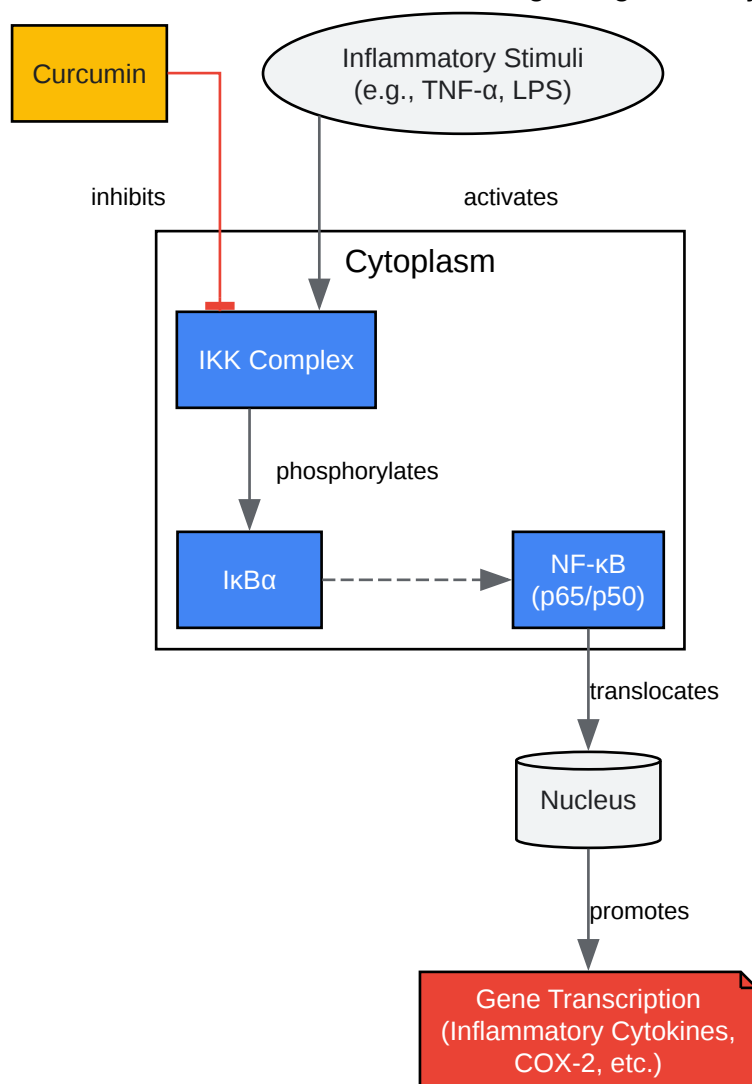 Curcumin
Inflammatory Stimuli
(e.g., TNF-α, LPS)
inhibits
activates
Cytoplasm
IKK Complex
phosphorylates
IκBα
NF-κB
(p65/p50)
translocates
Nucleus
promotes
Gene Transcription
(Inflammatory Cytokines,
COX-2, etc.)